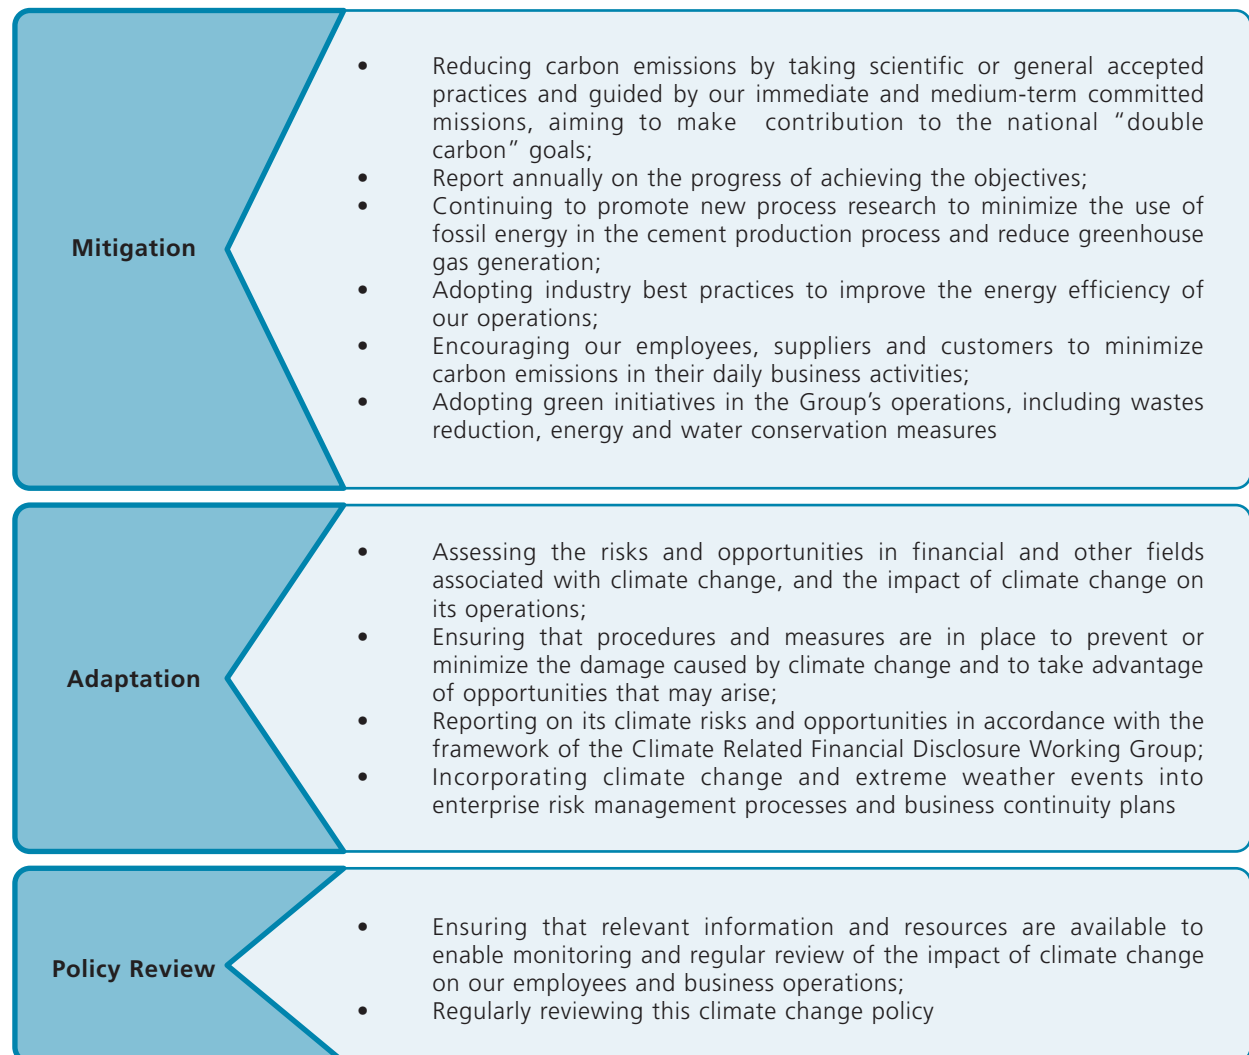 Mitigation
• Reducing carbon emissions by taking scientific or general accepted
practices and guided by our immediate and medium-term committed
missions, aiming to make contribution to the national “double
carbon” goals;
• Report annually on the progress of achieving the objectives;
• Continuing to promote new process research to minimize the use of
fossil energy in the cement production process and reduce greenhouse
gas generation;
• Adopting industry best practices to improve the energy efficiency of
our operations;
• Encouraging our employees, suppliers and customers to minimize
carbon emissions in their daily business activities;
• Adopting green initiatives in the Group’s operations, including wastes
reduction, energy and water conservation measures
Adaptation
• Assessing the risks and opportunities in financial and other fields
associated with climate change, and the impact of climate change on
its operations;
• Ensuring that procedures and measures are in place to prevent or
minimize the damage caused by climate change and to take advantage
of opportunities that may arise;
• Reporting on its climate risks and opportunities in accordance with the
framework of the Climate Related Financial Disclosure Working Group;
• Incorporating climate change and extreme weather events into
enterprise risk management processes and business continuity plans
Policy Review
• Ensuring that relevant information and resources are available to
enable monitoring and regular review of the impact of climate change
on our employees and business operations;
• Regularly reviewing this climate change policy